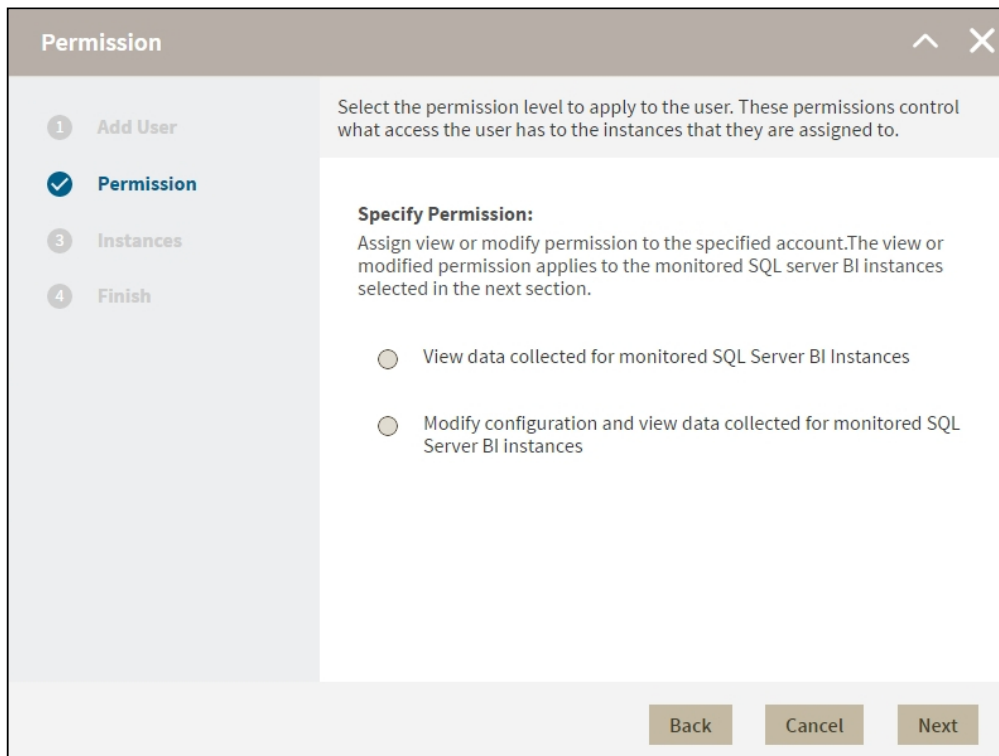 Permission
1 Add User
Permission
3 Instances
4 Finish
Select the permission level to apply to the user. These permissions control
what access the user has to the instances that they are assigned to.
Specify Permission:
Assign view or modify permission to the specified account.The view or
modified permission applies to the monitored SQL server BI instances
selected in the next section.
View data collected for monitored SQL Server BI Instances
Modify configuration and view data collected for monitored SQL
Server BI instances
Back
Cancel
Next